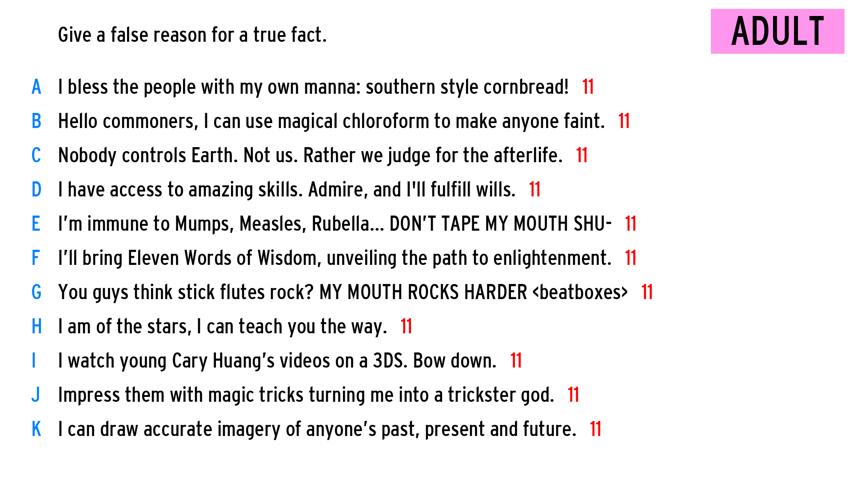 Give a false reason for a true fact.
ADULT
A I bless the people with my own manna: southern style cornbread! 11
B Hello commoners, I can use magical chloroform to make anyone faint. 11
C Nobody controls Earth. Not us. Rather we judge for the afterlife. 11
D I have access to amazing skills. Admire, and I'll fulfill wills. 11
E I'm immune to Mumps, Measles, Rubella... DON'T TAPE MY MOUTH SHU- 11
F I'll bring Eleven Words of Wisdom, unveiling the path to enlightenment. 11
G You guys think stick flutes rock? MY MOUTH ROCKS HARDER <beatboxes> 11
H I am of the stars, I can teach you the way. 11
I I watch young Cary Huang's videos on a 3DS. Bow down. 11
J Impress them with magic tricks turning me into a trickster god. 11
K I can draw accurate imagery of anyone's past, present and future. 11